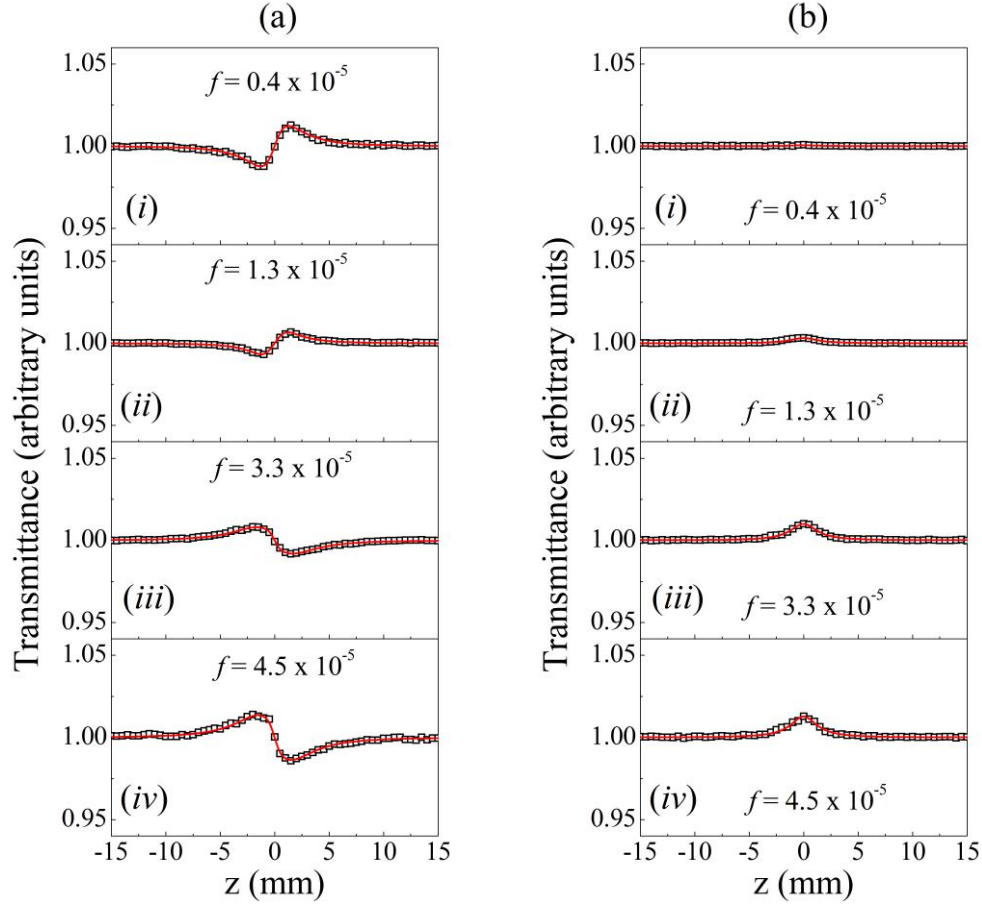 (a)
(b)
Transmittance (arbitrary units)
1.05
1.00
0.95
f = 0.4 x 10⁻⁵
(i)
1.05
1.00
0.95
f = 1.3 x 10⁻⁵
(ii)
1.05
1.00
0.95
f = 3.3 x 10⁻⁵
(iii)
1.05
1.00
0.95
f = 4.5 x 10⁻⁵
(iv)
-15 -10 -5 0 5 10 15
z (mm)
Transmittance (arbitrary units)
1.05
1.00
0.95
(i) f = 0.4 x 10⁻⁵
1.05
1.00
0.95
(ii) f = 1.3 x 10⁻⁵
1.05
1.00
0.95
(iii) f = 3.3 x 10⁻⁵
1.05
1.00
0.95
(iv) f = 4.5 x 10⁻⁵
-15 -10 -5 0 5 10 15
z (mm)